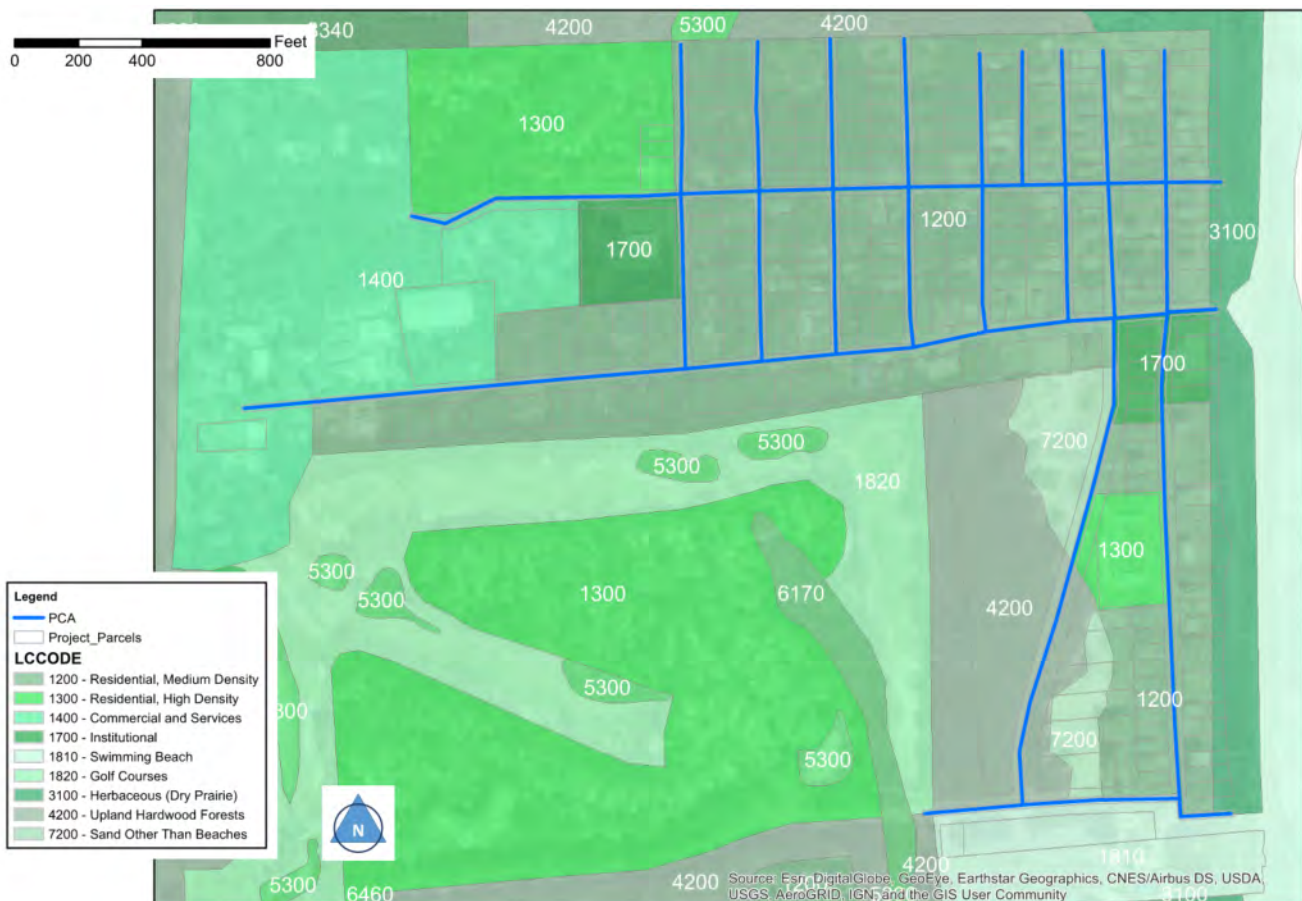 5340 4200 5300 4200
Feet
0 200 400 800
1300
1200
1700
3100
1400
1700
7200
5300
5300
1820
1300
5300
1300
6170
5300
4200
5300
1200
7200
5300
Legend
PCA
Project_Parcels
LCCODE
1200 - Residential, Medium Density
1300 - Residential, High Density
1400 - Commercial and Services
1700 - Institutional
1810 - Swimming Beach
1820 - Golf Courses
3100 - Herbaceous (Dry Prairie)
4200 - Upland Hardwood Forests
7200 - Sand Other Than Beaches
N
1810
4200
4200
5300
6460
3100
Source: Esri, DigitalGlobe, GeoEye, Earthstar Geographics, CNES/Airbus DS, USDA,
USGS, AeroGRID, IGN, and the GIS User Community